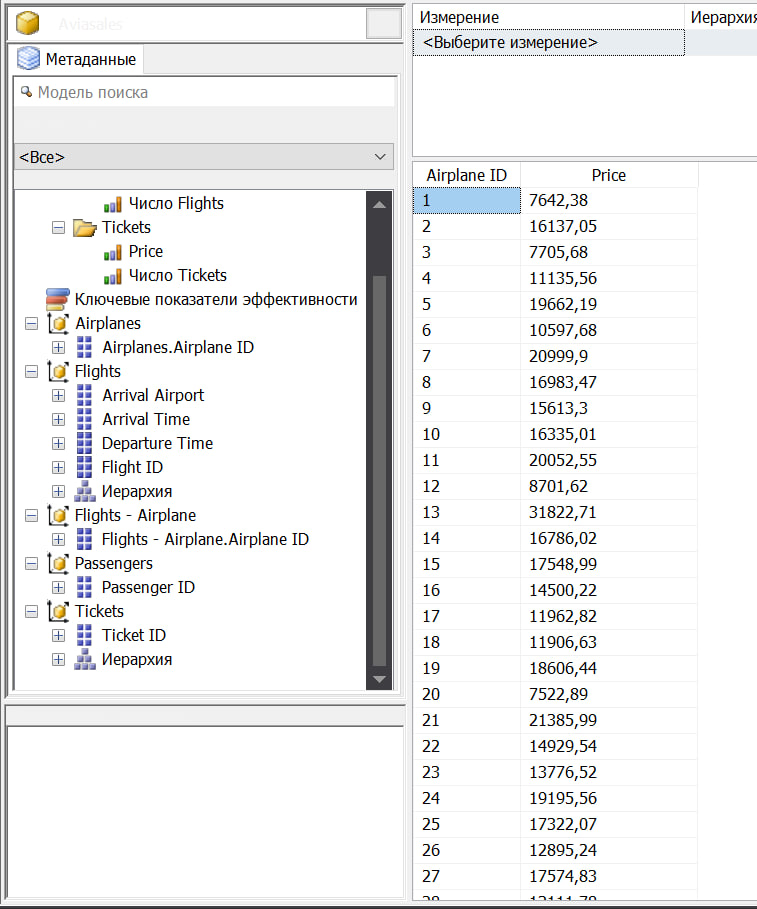 Aviasales
Метаданные
Модель поиска
<Все>
Число Flights
Tickets
Price
Число Tickets
Ключевые показатели эффективности
Airplanes
Airplanes.Airplane ID
Flights
Arrival Airport
Arrival Time
Departure Time
Flight ID
Иерархия
Flights - Airplane
Flights - Airplane.Airplane ID
Passengers
Passenger ID
Tickets
Ticket ID
Иерархия
Измерение Иерархия
<Выберите измерение>
Airplane ID Price
1 7642,38
2 16137,05
3 7705,68
4 11135,56
5 19662,19
6 10597,68
7 20999,9
8 16983,47
9 15613,3
10 16335,01
11 20052,55
12 8701,62
13 31822,71
14 16786,02
15 17548,99
16 14500,22
17 11962,82
18 11906,63
19 18606,44
20 7522,89
21 21385,99
22 14929,54
23 13776,52
24 19195,56
25 17322,07
26 12895,24
27 17574,83